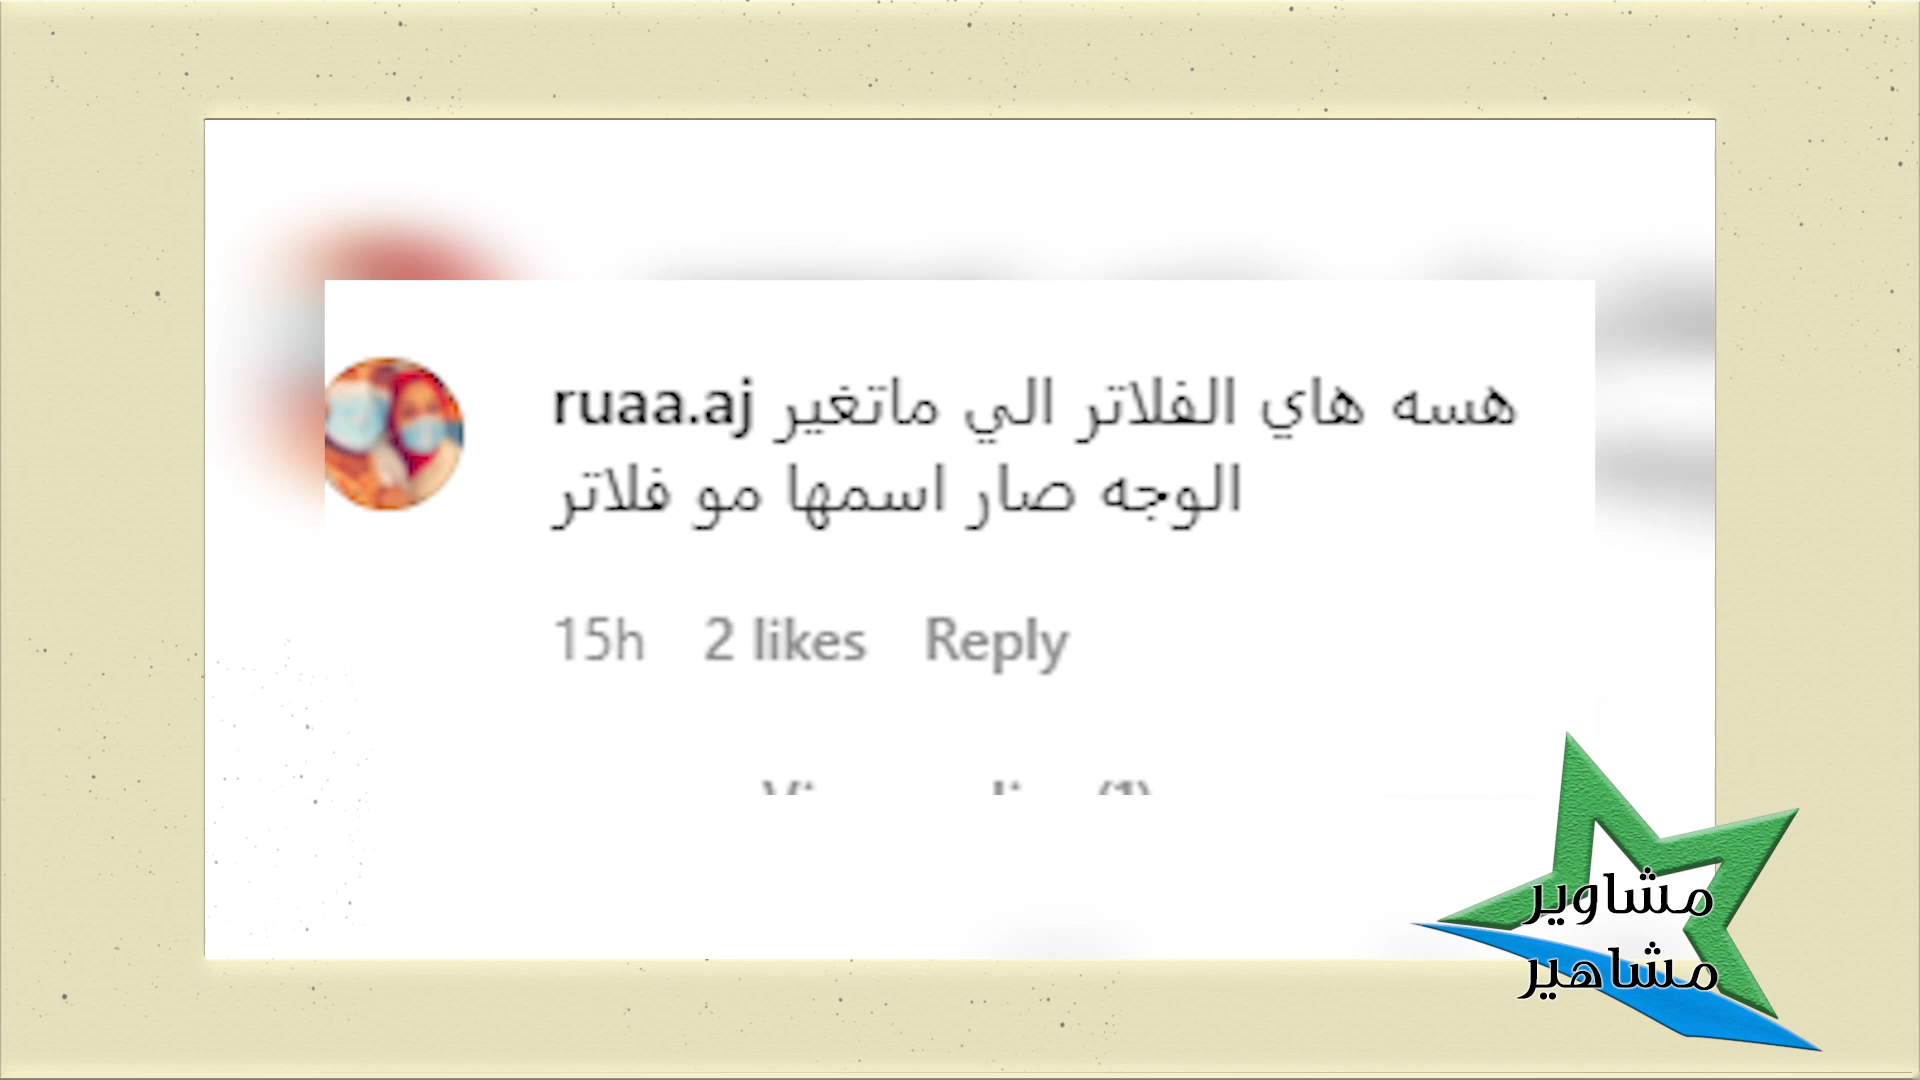 ruaa.aj هسه هاي الفلاتر الي ماتغير
الوجه صار اسمها مو فلاتر
15h 2 likes Reply
مشاوير
مشاهير